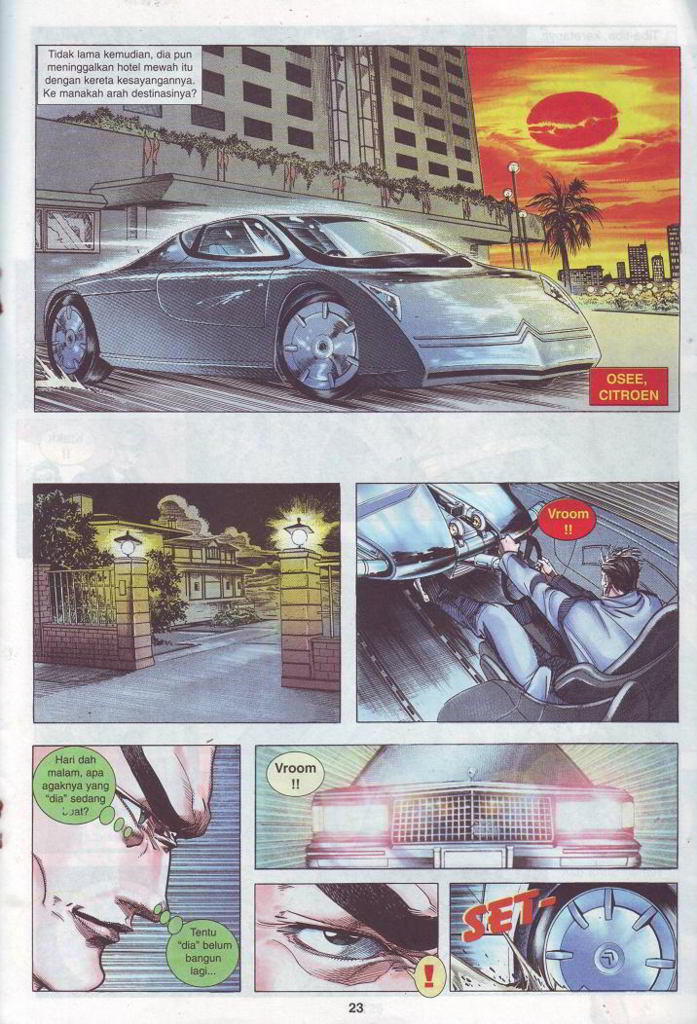 Tidak lama kemudian, dia pun
meninggalkan hotel mewah itu
dengan kereta kesayangannya.
Ke manakah arah destinasinya?
OSEE,
CITROEN
Vroom
!!
Hari dah
malam, apa
agaknya yang
"dia" sedang
buat?
Tentu
"dia" belum
bangun
lagi...
Vroom
!!
!
SET-
23